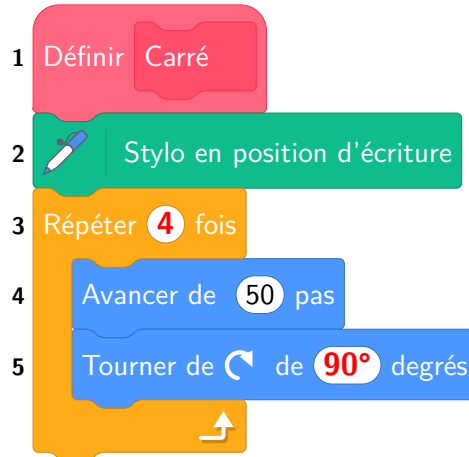 1 Définir Carré
2 Stylo en position d'écriture
3 Répéter 4 fois
4 Avancer de 50 pas
5 Tourner de de 90° degrés